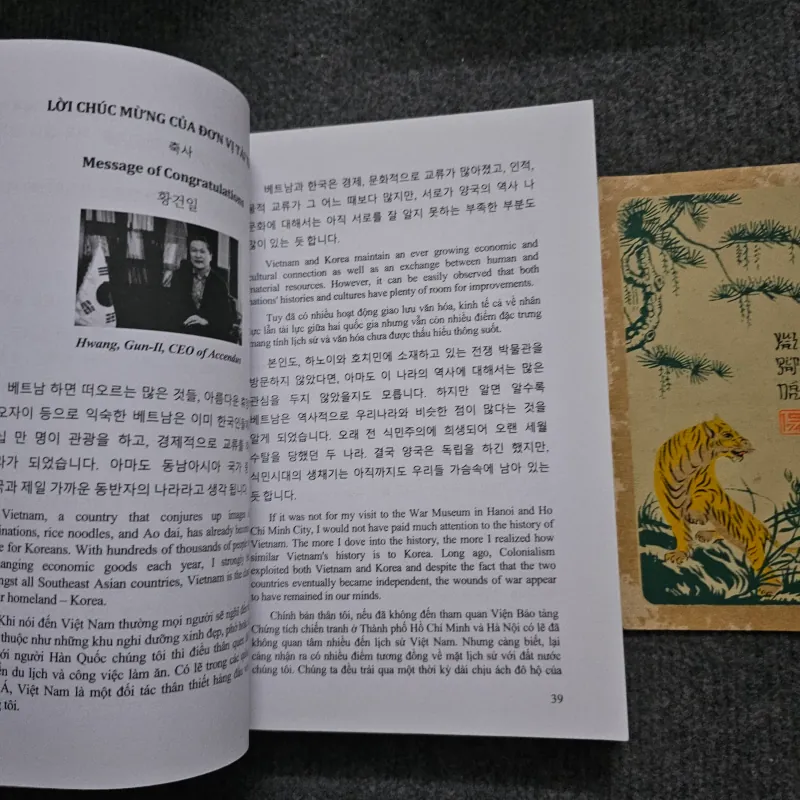 LỜI CHÚC MỪNG CỦA ĐƠN VỊ TÀI
축사
Message of Congratulations
황건일
Hwang, Gun-Il, CEO of Accendas
베트남 하면 떠오르는 많은 것들, 아름다운
오자이 등으로 익숙한 베트남은 이미 한국인들
십 만 명이 관광을 하고, 경제적으로 교류를
라가 되었습니다. 아마도 동남아시아 국가
국과 제일 가까운 동반자의 나라라고 생각됩니다
Vietnam, a country that conjures up image
inations, rice noodles, and Ao dai, has already
e for Koreans. With hundreds of thousands of people
anging economic goods each year, I strongly
ngst all Southeast Asian countries, Vietnam is the
r homeland – Korea.
Khi nói đến Việt Nam thường mọi người sẽ nghĩ đến
thuộc như những khu nghỉ dưỡng xinh đẹp, phở
ới người Hàn Quốc chúng tôi thì điều thân quen
ến du lịch và công việc làm ăn. Có lẽ trong các
Á, Việt Nam là một đối tác thân thiết hàng đầu
g tôi.
베트남과 한국은 경제, 문화적으로 교류가 많아졌고, 인적,
물적 교류가 그 어느 때보다 많지만, 서로가 양국의 역사 나
문화에 대해서는 아직 서로를 잘 알지 못하는 부족한 부분도
많이 있는 듯 합니다.
Vietnam and Korea maintain an ever growing economic and
cultural connection as well as an exchange between human and
material resources. However, it can be easily observed that both
nations' histories and cultures have plenty of room for improvements.
Tuy đã có nhiều hoạt động giao lưu văn hóa, kinh tế cả về nhân
lực lẫn tài lực giữa hai quốc gia nhưng vẫn còn nhiều điểm đặc trưng
mang tính lịch sử và văn hóa chưa được thấu hiểu thông suốt.
본인도, 하노이와 호치민에 소재하고 있는 전쟁 박물관을
방문하지 않았다면, 아마도 이 나라의 역사에 대해서는 많은
관심을 두지 않았을지도 모릅니다. 하지만 알면 알수록
베트남은 역사적으로 우리나라와 비슷한 점이 많다는 것을
알게 되었습니다. 오래 전 식민주의에 희생되어 오랜 세월
수탈을 당했던 두 나라. 결국 양국은 독립을 하긴 했지만,
식민시대의 생채기는 아직까지도 우리들 가슴속에 남아 있는
듯 합니다.
If it was not for my visit to the War Museum in Hanoi and Ho
Chi Minh City, I would not have paid much attention to the history of
Vietnam. The more I dove into the history, the more I realized how
similar Vietnam's history is to Korea. Long ago, Colonialism
exploited both Vietnam and Korea and despite the fact that the two
countries eventually became independent, the wounds of war appear
to have remained in our minds.
Chính bản thân tôi, nếu đã không đến tham quan Viện Bảo tàng
Chứng tích chiến tranh ở Thành phố Hồ Chí Minh và Hà Nội có lẽ đã
không quan tâm nhiều đến lịch sử Việt Nam. Nhưng càng biết, lại
càng nhận ra có nhiều điểm tương đồng về mặt lịch sử với đất nước
chúng tôi. Chúng ta đều trải qua một thời kỳ dài chịu ách đô hộ của
39